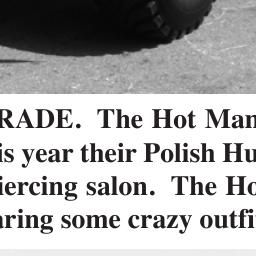 RADE. The Hot Man
is year their Polish Hu
iercing salon. The Ho
aring some crazy outfi